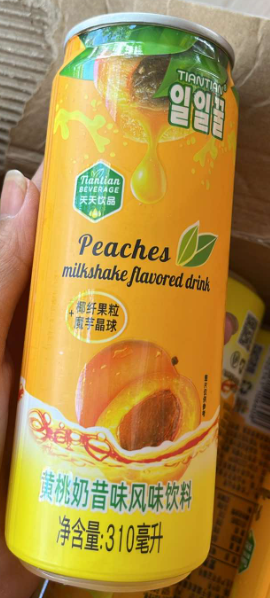 TIANTIAN
일일꿀
Tiantian
BEVERAGE
天天饮品
Peaches
milkshake flavored drink
+椰纤果粒
魔芋晶球
黄桃奶昔味风味饮料
净含量:310毫升